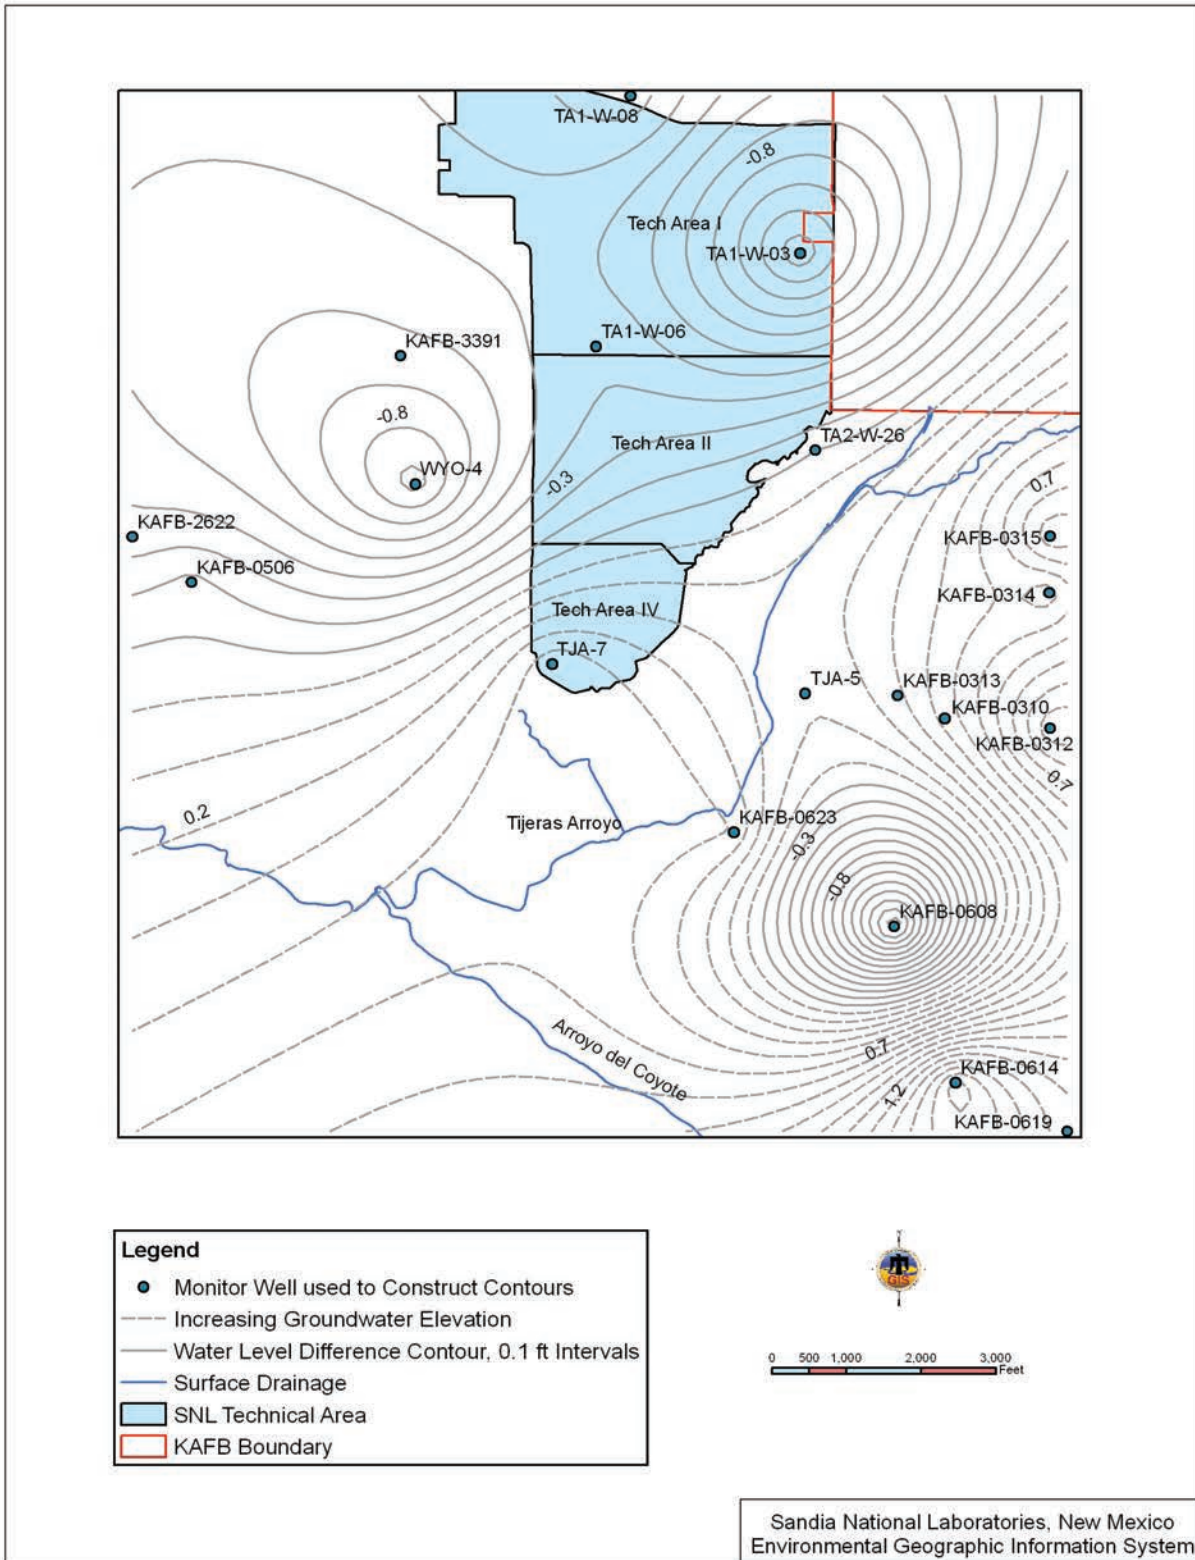 TA1-W-08
-0.8
Tech Area I
TA1-W-03
TA1-W-06
KAFB-3391
-0.8
TA2-W-26
Tech Area II
WYO-4
-0.3
0.7
KAFB-2622
KAFB-0315
KAFB-0506
KAFB-0314
Tech Area IV
TJA-7
TJA-5
KAFB-0313
KAFB-0310
KAFB-0312
0.7
0.2
Tijeras Arroyo
KAFB-0623
-0.3
-0.8
KAFB-0608
Arroyo del Coyote
0.7
KAFB-0614
1.2
KAFB-0619
Legend
Monitor Well used to Construct Contours
Increasing Groundwater Elevation
Water Level Difference Contour, 0.1 ft Intervals
Surface Drainage
SNL Technical Area
KAFB Boundary
GIS
0 500 1,000 2,000 3,000
Feet
Sandia National Laboratories, New Mexico
Environmental Geographic Information System